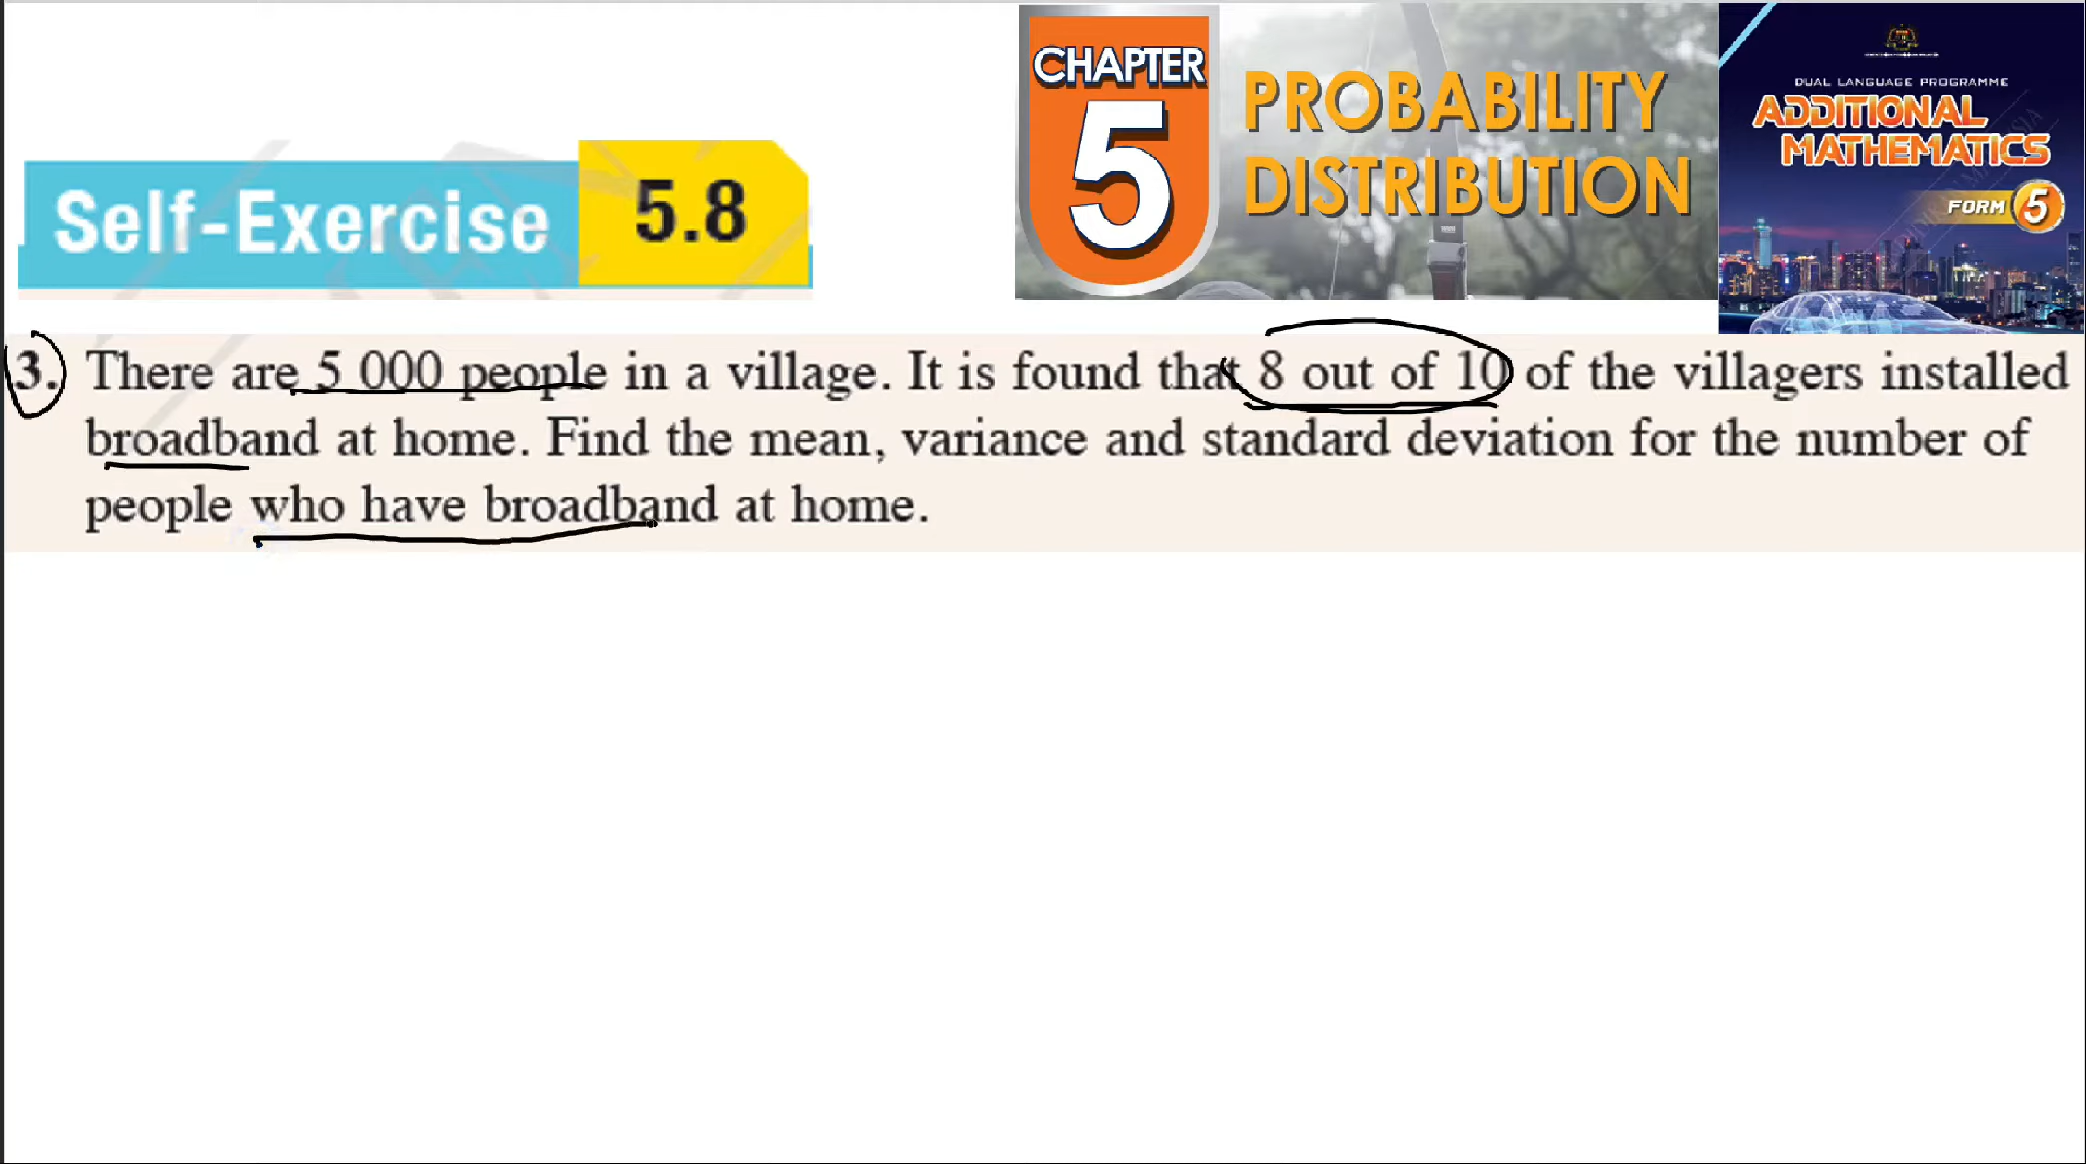 CHAPTER
5
PROBABILITY
DISTRIBUTION
DUAL LANGUAGE PROGRAMME
ADDITIONAL
MATHEMATICS
FORM 5
Self-Exercise 5.8
3. There are 5 000 people in a village. It is found that 8 out of 10 of the villagers installed
broadband at home. Find the mean, variance and standard deviation for the number of
people who have broadband at home.